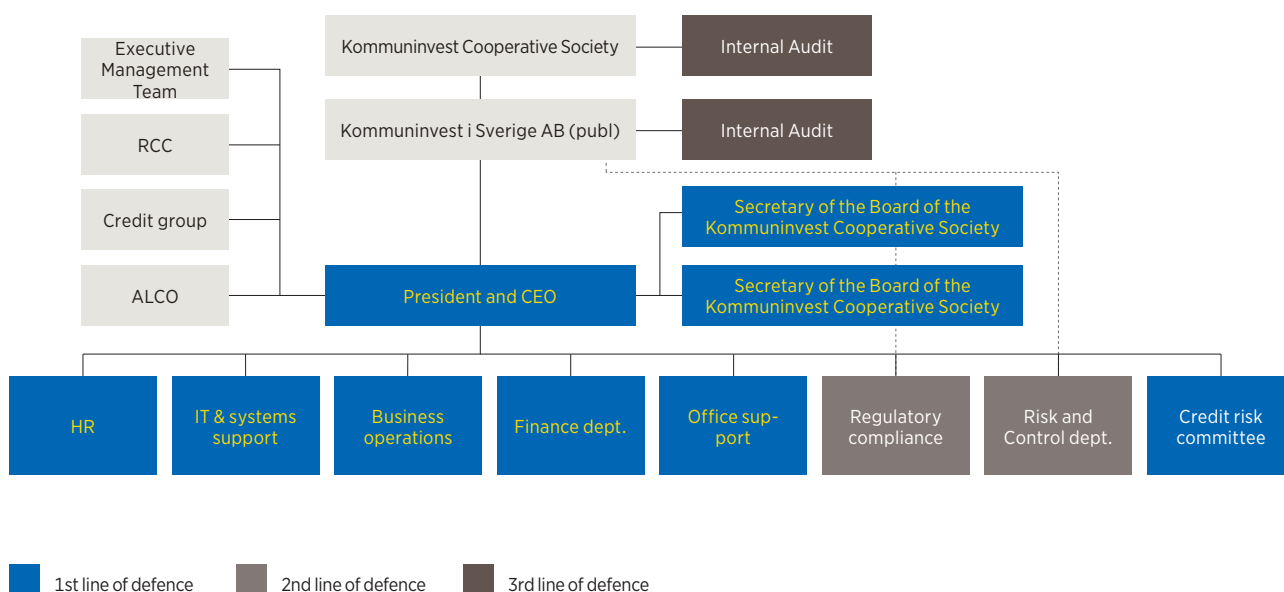 Executive
Management
Team
Kommuninvest Cooperative Society
Internal Audit
RCC
Kommuninvest i Sverige AB (publ)
Internal Audit
Credit group
Secretary of the Board of the
Kommuninvest Cooperative Society
ALCO
President and CEO
Secretary of the Board of the
Kommuninvest Cooperative Society
HR
IT & systems
support
Business
operations
Finance dept.
Office sup-
port
Regulatory
compliance
Risk and
Control dept.
Credit risk
committee
1st line of defence
2nd line of defence
3rd line of defence